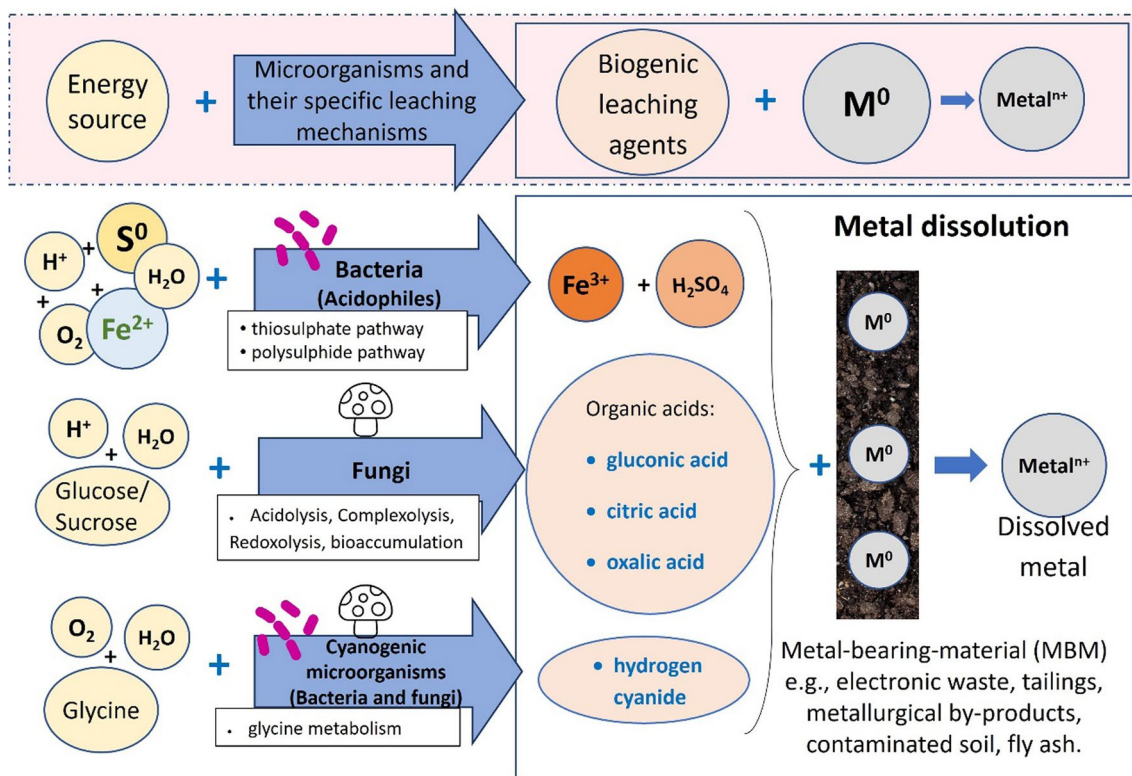 Energy
source
+
Microorganisms and
their specific leaching
mechanisms
Biogenic
leaching
agents
+
M⁰
Metalⁿ⁺
H⁺
+
S⁰
H₂O
+
+
O₂
Fe²⁺
+
Bacteria
(Acidophiles)
• thiosulphate pathway
• polysulphide pathway
Fe³⁺
+
H₂SO₄
H⁺
+
H₂O
Glucose/
Sucrose
+
Fungi
• Acidolysis, Complexolysis,
Redoxolysis, bioaccumulation
Organic acids:
• gluconic acid
• citric acid
• oxalic acid
O₂
+
H₂O
Glycine
+
Cyanogenic
microorganisms
(Bacteria and fungi)
• glycine metabolism
• hydrogen
cyanide
Metal dissolution
+
M⁰
M⁰
M⁰
Metalⁿ⁺
Dissolved
metal
Metal-bearing-material (MBM)
e.g., electronic waste, tailings,
metallurgical by-products,
contaminated soil, fly ash.